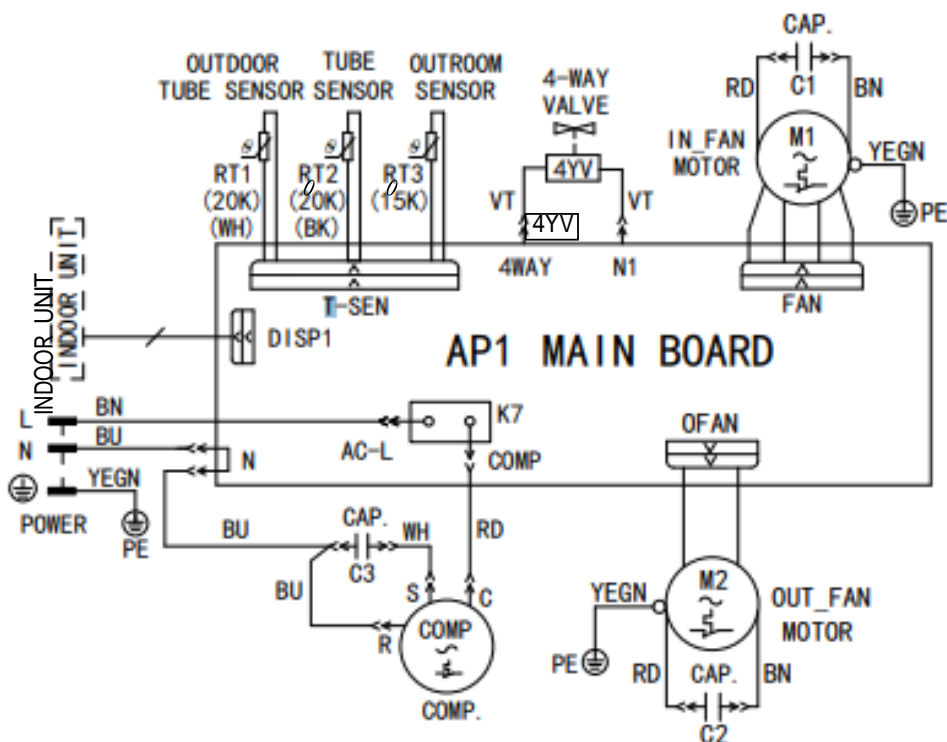 CAP.
OUTDOOR
TUBE SENSOR
TUBE
SENSOR
OUTROOM
SENSOR
4-WAY
VALVE
RD
C1
BN
IN_FAN
MOTOR
M1
YEGN
PE
RT1
(20K)
(WH)
RT2
(20K)
(BK)
RT3
(15K)
4YV
VT
VT
4YV
4WAY
N1
T-SEN
FAN
INDOOR UNIT
INDOOR_UNIT
DISP1
AP1 MAIN BOARD
L
BN
K7
AC-L
COMP
OFAN
N
BU
N
YEGN
POWER
PE
BU
CAP.
WH
RD
C3
BU
S
C
R
COMP
COMP.
YEGN
M2
OUT_FAN
MOTOR
PE
RD
CAP.
BN
C2